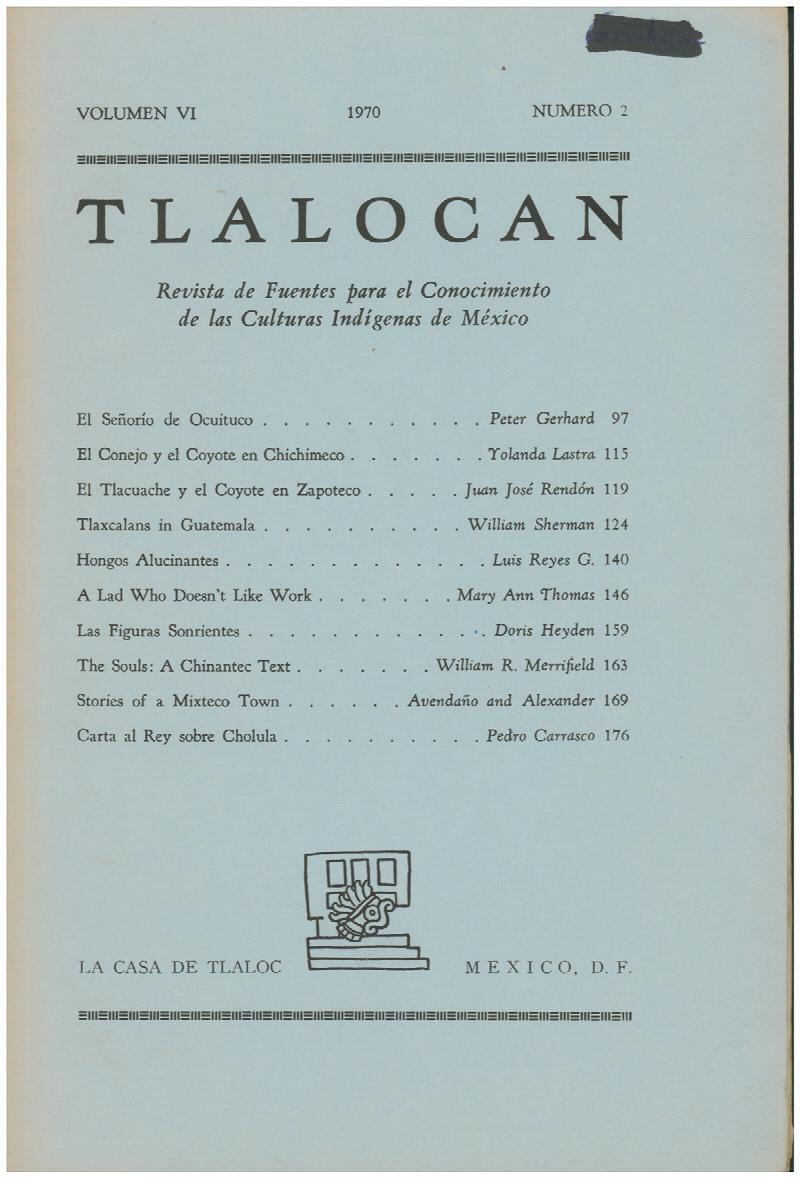 VOLUMEN VI 1970 NUMERO 2
TLALOCAN
Revista de Fuentes para el Conocimiento
de las Culturas Indígenas de México
El Señorío de Ocuituco . . . . . . . . . . . Peter Gerhard 97
El Conejo y el Coyote en Chichimeco . . . . . . . Yolanda Lastra 115
El Tlacuache y el Coyote en Zapoteco . . . . . Juan José Rendón 119
Tlaxcalans in Guatemala . . . . . . . . . . William Sherman 124
Hongos Alucinantes . . . . . . . . . . . . . Luis Reyes G. 140
A Lad Who Doesn't Like Work . . . . . . . Mary Ann Thomas 146
Las Figuras Sonrientes . . . . . . . . . . . . Doris Heyden 159
The Souls: A Chinantec Text . . . . . . . William R. Merrifield 163
Stories of a Mixteco Town . . . . . . Avendaño and Alexander 169
Carta al Rey sobre Cholula . . . . . . . . . . Pedro Carrasco 176
LA CASA DE TLALOC MEXICO, D. F.